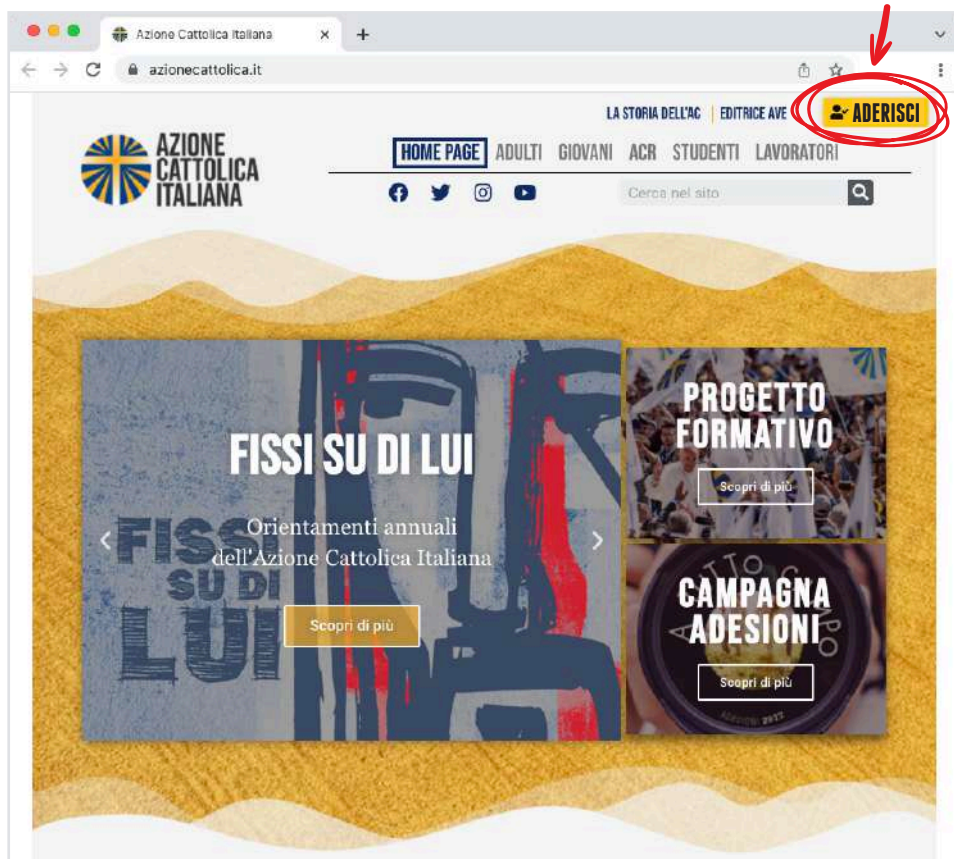 Azione Cattolica Italiana
azionecattolica.it
LA STORIA DELL'AC | EDITRICE AVE
ADERISCI
AZIONE
CATTOLICA
ITALIANA
HOME PAGE ADULTI GIOVANI ACR STUDENTI LAVORATORI
Cerca nel sito
FISSI SU DI LUI
Orientamenti annuali
dell'Azione Cattolica Italiana
Scopri di più
FISSI
SU DI
LUI
PROGETTO
FORMATIVO
Scopri di più
CAMPAGNA
ADESIONI
Scopri di più
ADESIONI 2022